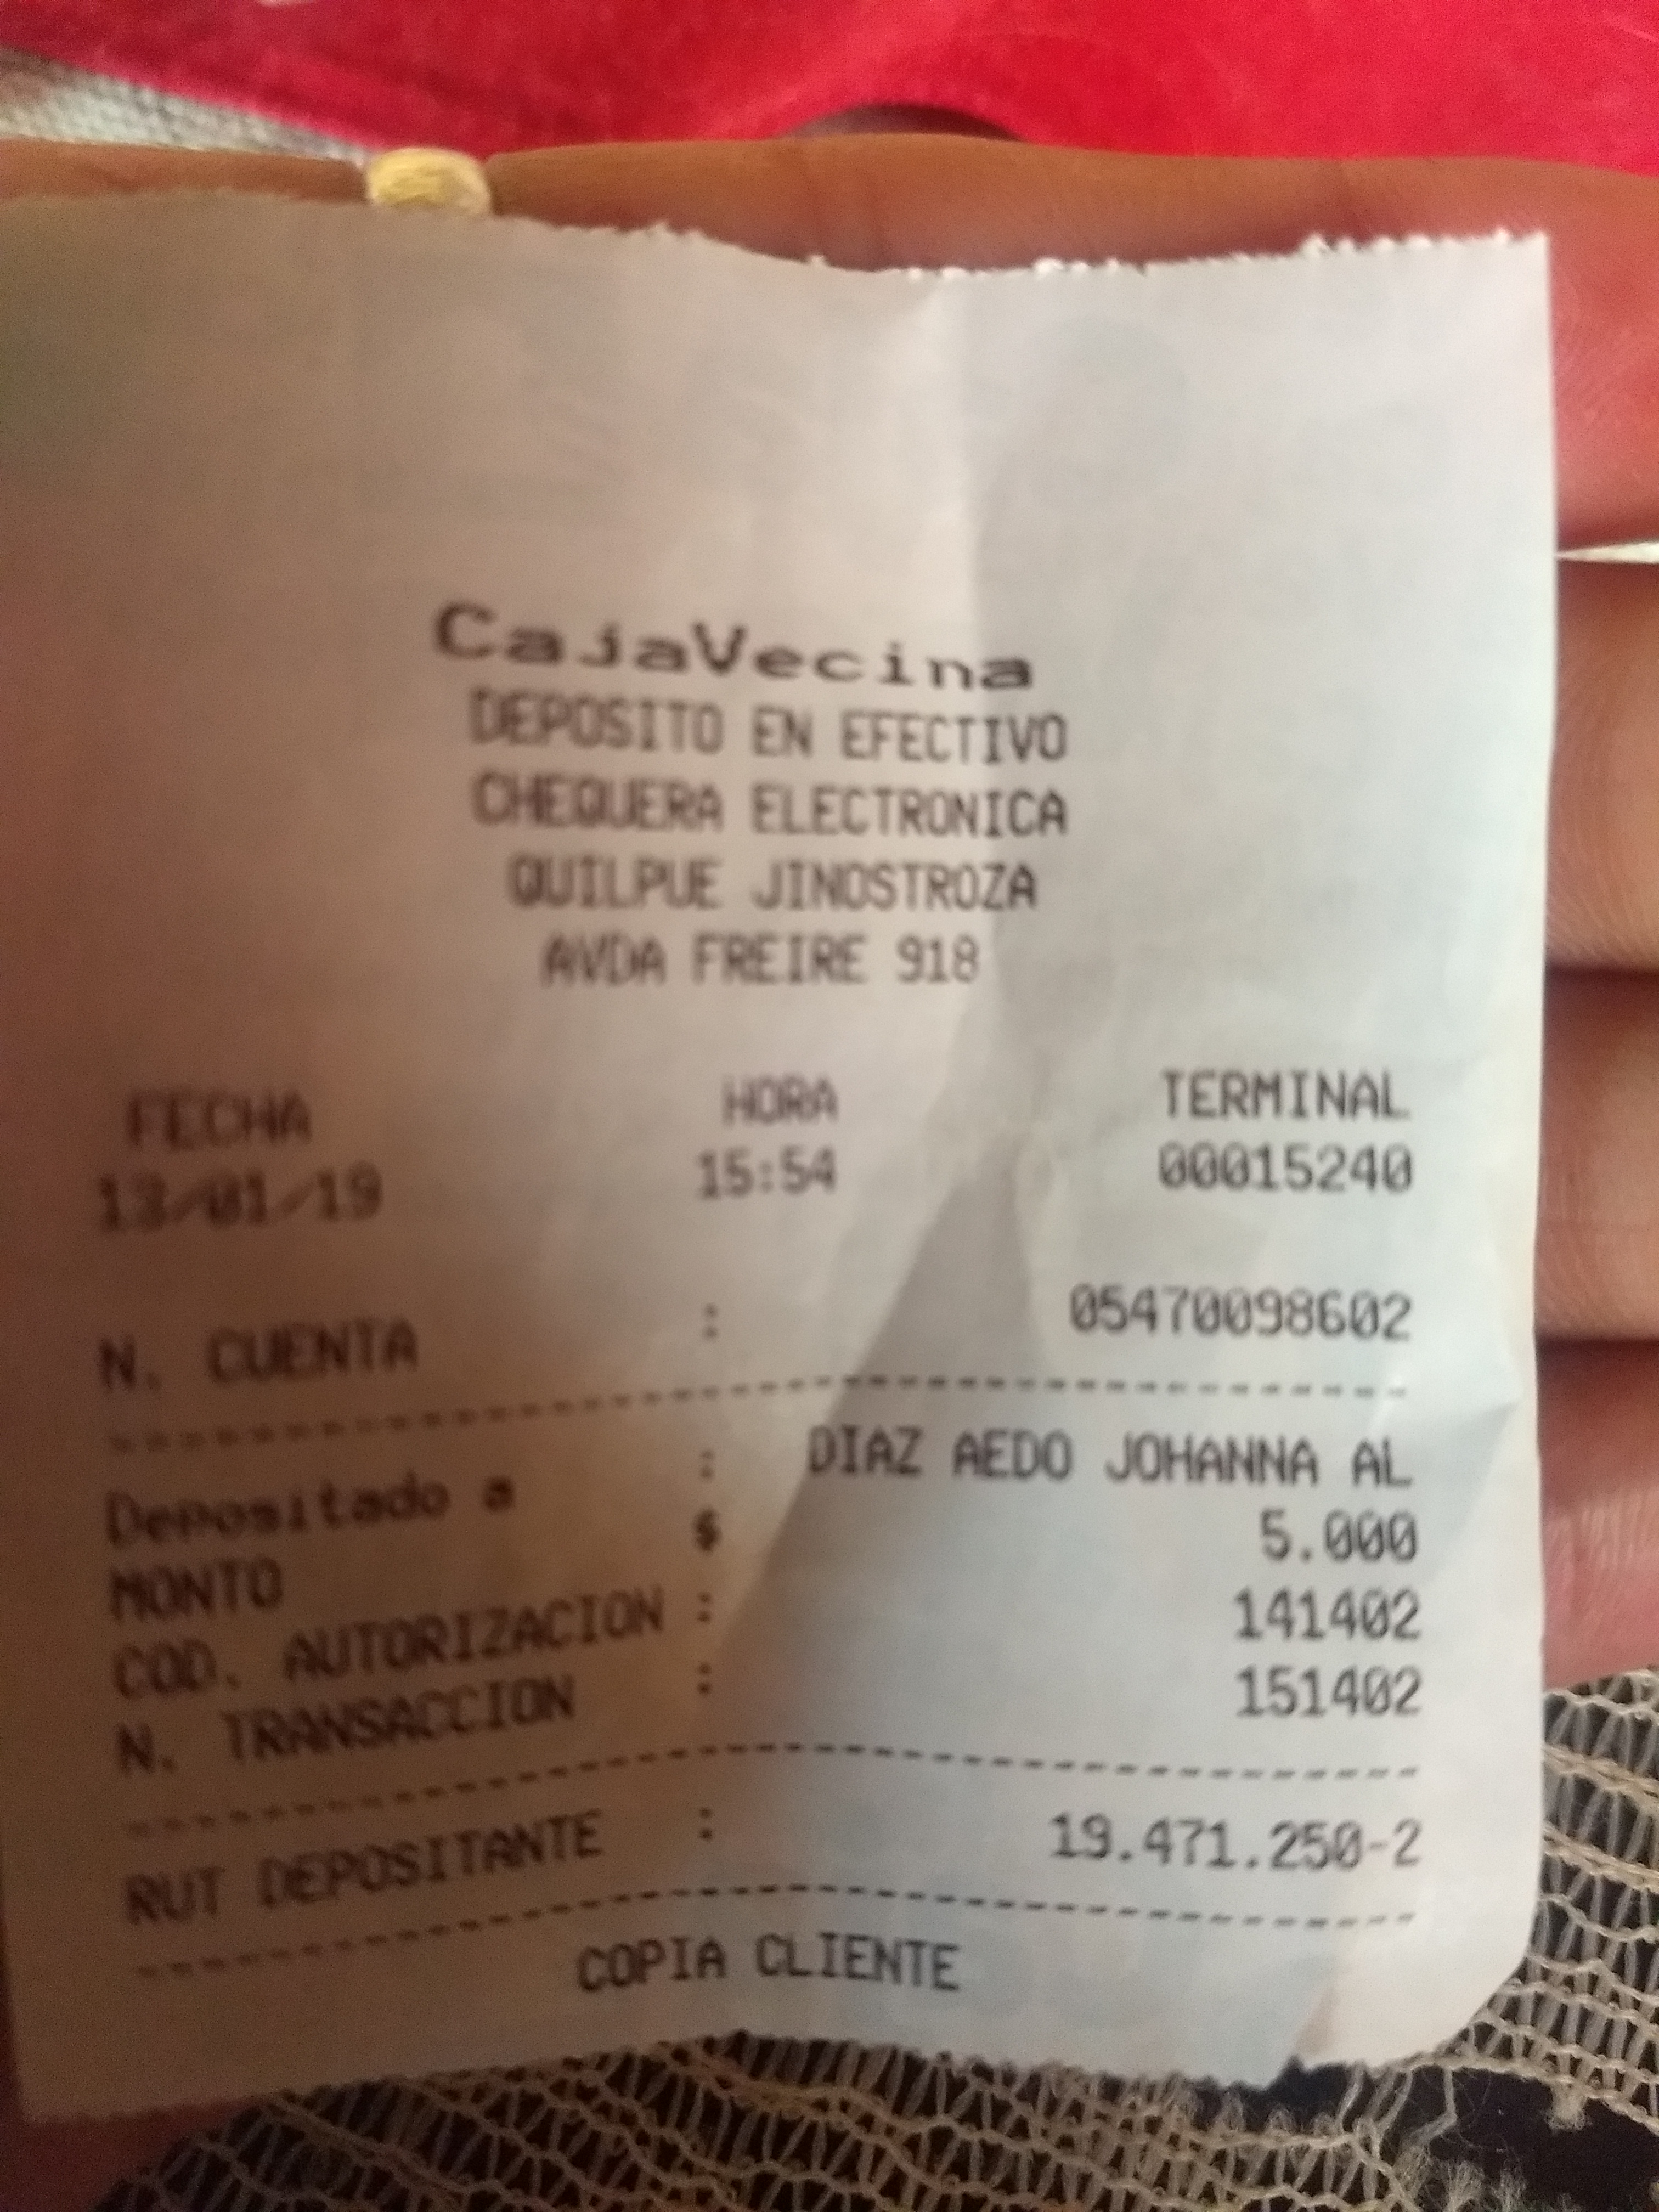 CajaVecina
DEPOSITO EN EFECTIVO
CHEQUERA ELECTRONICA
QUILPUE JINOSTROZA
AVDA FREIRE 918
FECHA HORA TERMINAL
13/01/19 15:54 00015240
N. CUENTA : 05470098602
Depositado a : DIAZ AEDO JOHANNA AL
MONTO $ 5.000
COD. AUTORIZACION : 141402
N. TRANSACCION : 151402
RUT DEPOSITANTE : 19.471.250-2
COPIA CLIENTE